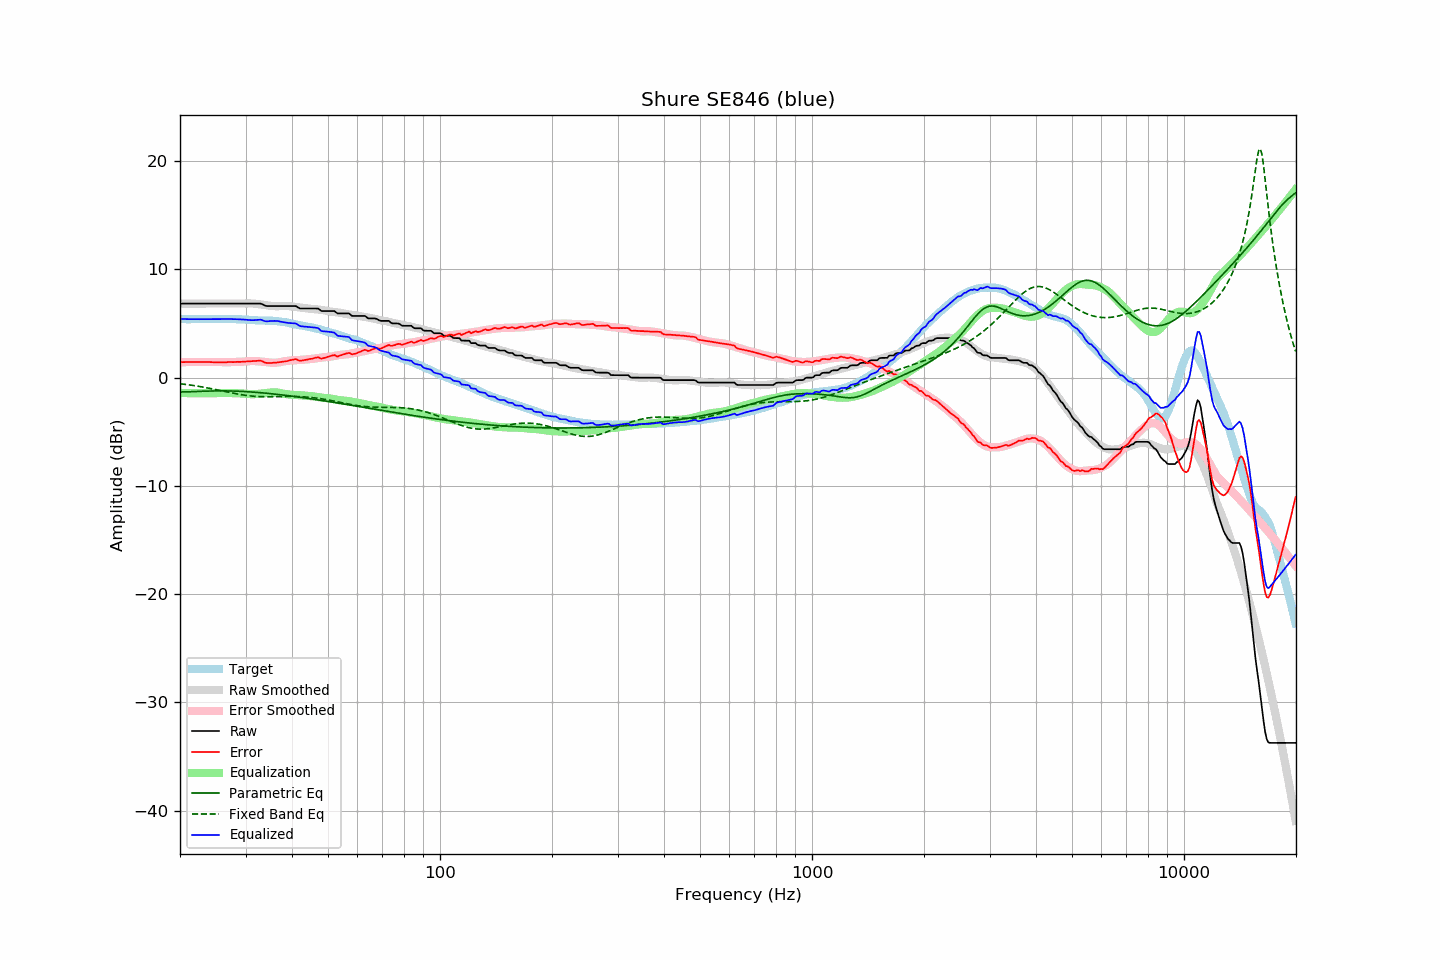 Shure SE846 (blue)
Amplitude (dBr)
20
10
0
−10
−20
−30
−40
Target
Raw Smoothed
Error Smoothed
Raw
Error
Equalization
Parametric Eq
Fixed Band Eq
Equalized
100
1000
10000
Frequency (Hz)